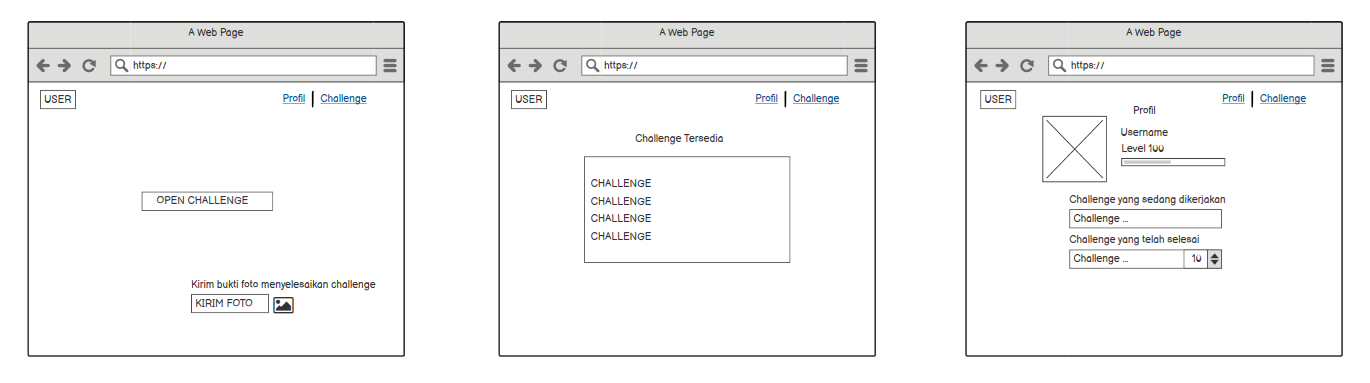 A Web Page
https://
USER
Profil
Challenge
OPEN CHALLENGE
Kirim bukti foto menyelesaikan challenge
KIRIM FOTO
A Web Page
https://
USER
Profil
Challenge
Challenge Tersedia
CHALLENGE
CHALLENGE
CHALLENGE
CHALLENGE
A Web Page
https://
USER
Profil
Challenge
Profil
Username
Level 100
Challenge yang sedang dikerjakan
Challenge ...
Challenge yang telah selesai
Challenge ...
10